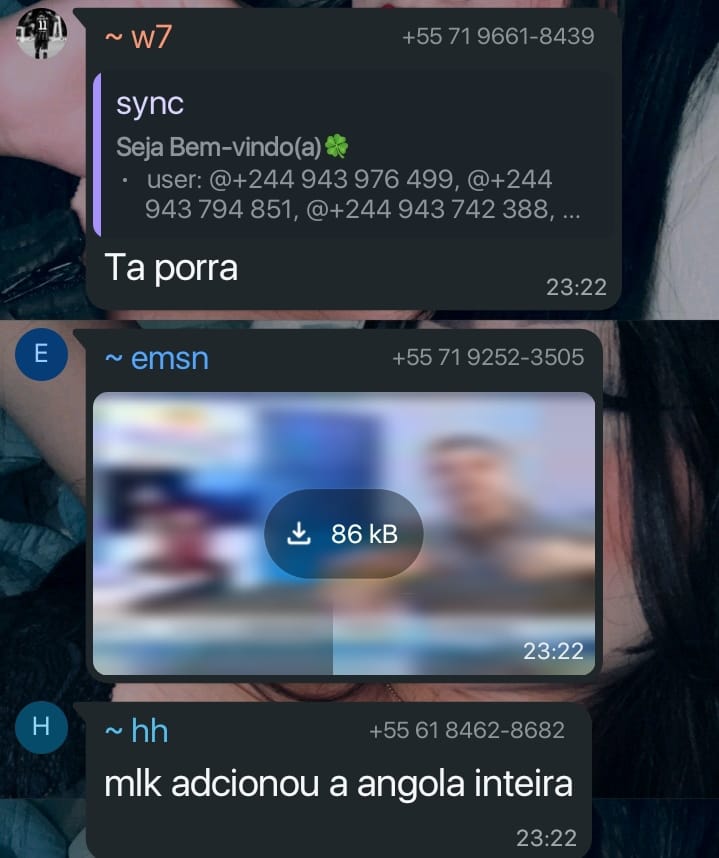 ~ w7 +55 71 9661-8439
sync
Seja Bem-vindo(a)🍀
· user: @+244 943 976 499, @+244
943 794 851, @+244 943 742 388, ...
Ta porra
23:22
E
~ emsn +55 71 9252-3505
86 kB
23:22
H
~ hh +55 61 8462-8682
mlk adcionou a angola inteira
23:22